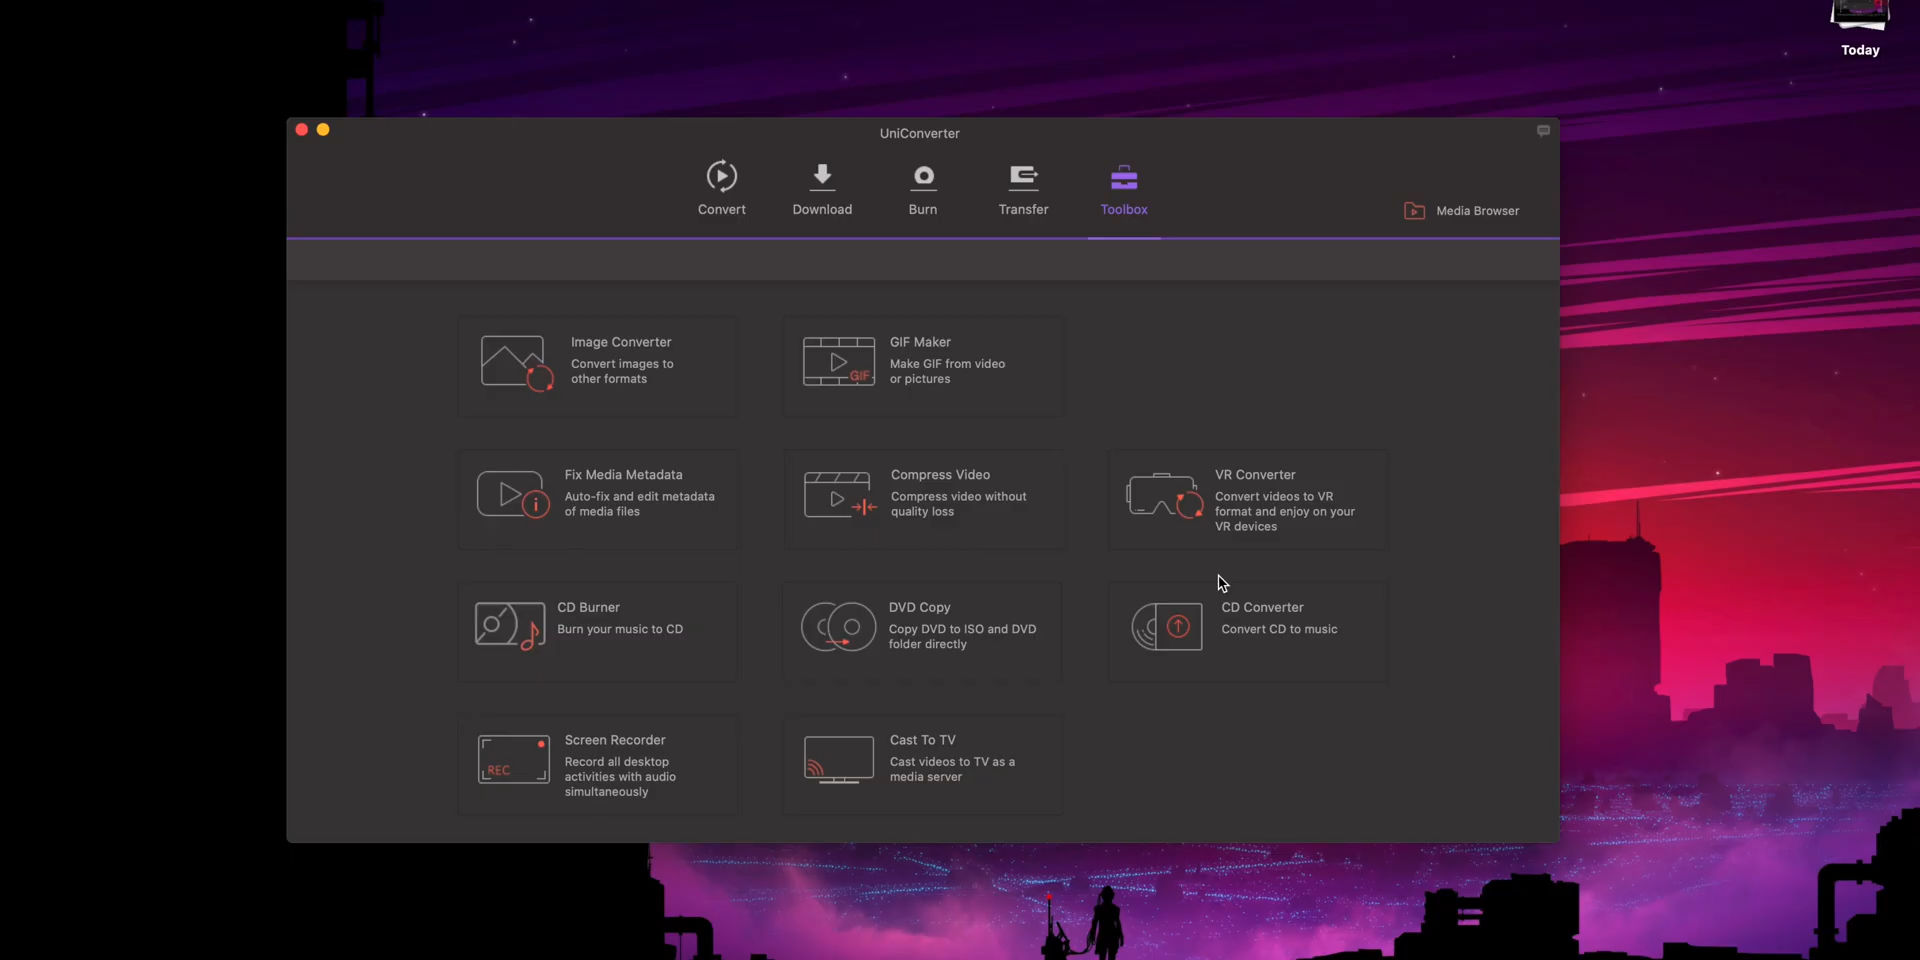 Today
UniConverter
Convert
Download
Burn
Transfer
Toolbox
Media Browser
Image Converter
Convert images to
other formats
GIF
GIF Maker
Make GIF from video
or pictures
Fix Media Metadata
Auto-fix and edit metadata
of media files
Compress Video
Compress video without
quality loss
VR Converter
Convert videos to VR
format and enjoy on your
VR devices
CD Burner
Burn your music to CD
DVD Copy
Copy DVD to ISO and DVD
folder directly
CD Converter
Convert CD to music
REC
Screen Recorder
Record all desktop
activities with audio
simultaneously
Cast To TV
Cast videos to TV as a
media server